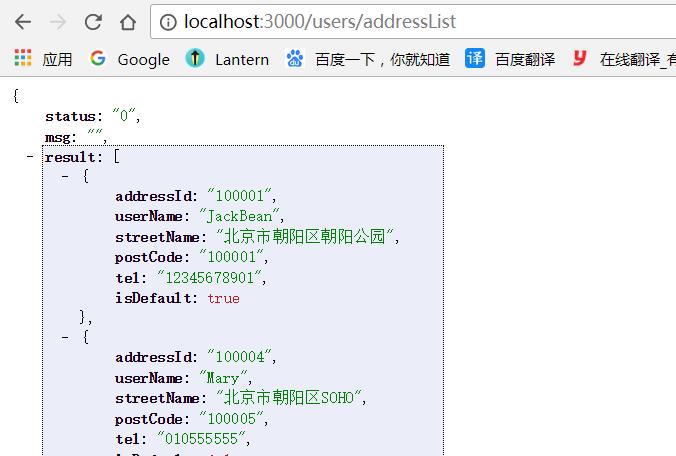 localhost:3000/users/addressList
应用 Google Lantern 百度一下，你就知道 译 百度翻译 在线翻译_有
{
status: "0",
msg: "",
- result: [
- {
addressId: "100001",
userName: "JackBean",
streetName: "北京市朝阳区朝阳公园",
postCode: "100001",
tel: "12345678901",
isDefault: true
},
- {
addressId: "100004",
userName: "Mary",
streetName: "北京市朝阳区SOHO",
postCode: "100005",
tel: "010555555",